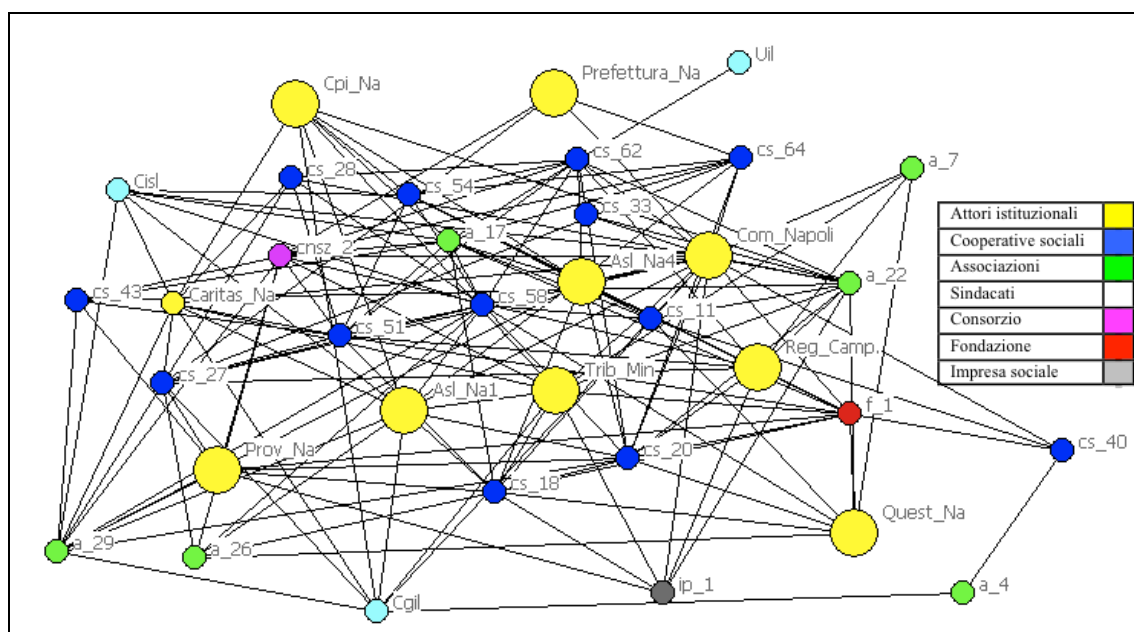 Uil
Prefettura_Na
Cpi_Na
cs_62
cs_64
a_7
cs_28
Cisl
cs_54
cs_33
a_17
Com_Napoli
cnsz_2
Asl_Na4
a_22
cs_43
Caritas_Na
cs_58
cs_11
cs_51
Reg_Camp..
cs_27
Trib_Min
Asl_Na1
f_1
Prov_Na
cs_20
cs_40
cs_18
Quest_Na
a_29
a_26
Cgil
ip_1
a_4
Attori istituzionali
Cooperative sociali
Associazioni
Sindacati
Consorzio
Fondazione
Impresa sociale